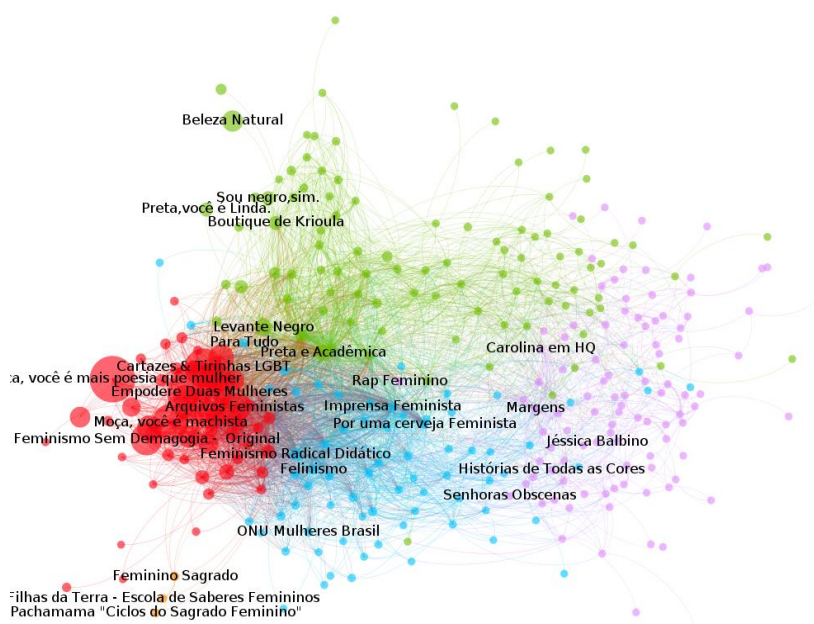 Beleza Natural
Sou negro,sim.
Preta,você é Linda.
Boutique de Krioula
Levante Negro
Para Tudo
Preta e Acadêmica
Carolina em HQ
Cartazes & Tirinhas LGBT
você é mais poesia que mulher
Rap Feminino
Empodere Duas Mulheres
Arquivos Feministas
Imprensa Feminista
Margens
Moça, você é machista
Por uma cerveja Feminista
Feminismo Sem Demagogia - Original
Jéssica Balbino
Feminismo Radical Didático
Felinismo
Histórias de Todas as Cores
Senhoras Obscenas
ONU Mulheres Brasil
Feminino Sagrado
Filhas da Terra - Escola de Saberes Femininos
Pachamama "Ciclos do Sagrado Feminino"